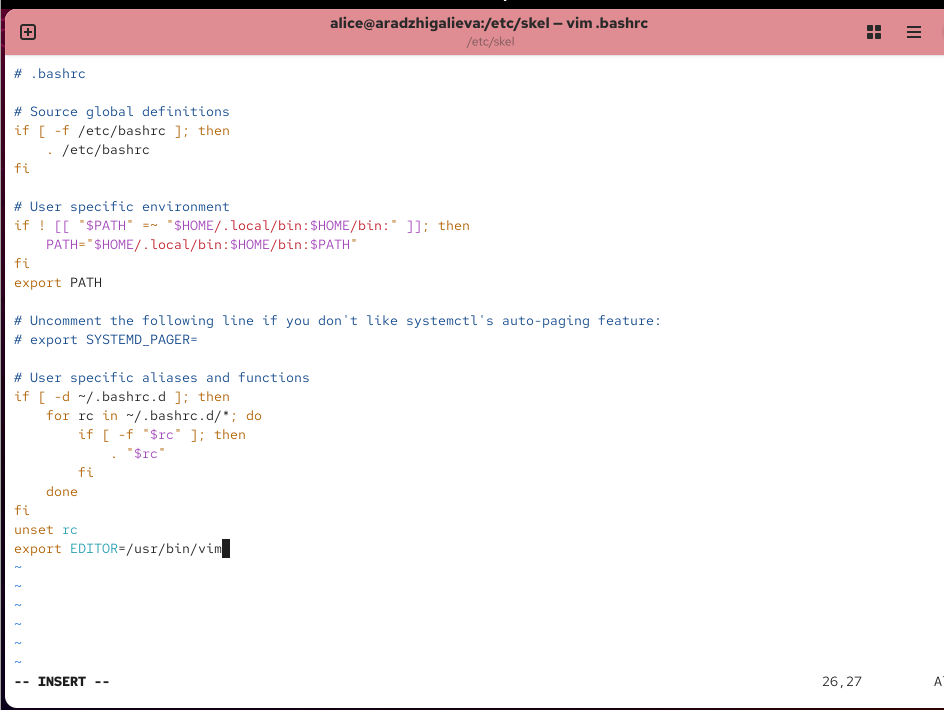 alice@aradzhigalieva:/etc/skel — vim .bashrc
/etc/skel
# .bashrc
# Source global definitions
if [ -f /etc/bashrc ]; then
    . /etc/bashrc
fi
# User specific environment
if ! [[ "$PATH" =~ "$HOME/.local/bin:$HOME/bin:" ]]; then
    PATH="$HOME/.local/bin:$HOME/bin:$PATH"
fi
export PATH
# Uncomment the following line if you don't like systemctl's auto-paging feature:
# export SYSTEMD_PAGER=
# User specific aliases and functions
if [ -d ~/.bashrc.d ]; then
    for rc in ~/.bashrc.d/*; do
        if [ -f "$rc" ]; then
            . "$rc"
        fi
    done
fi
unset rc
export EDITOR=/usr/bin/vim
~
~
~
~
~
~
-- INSERT -- 26,27